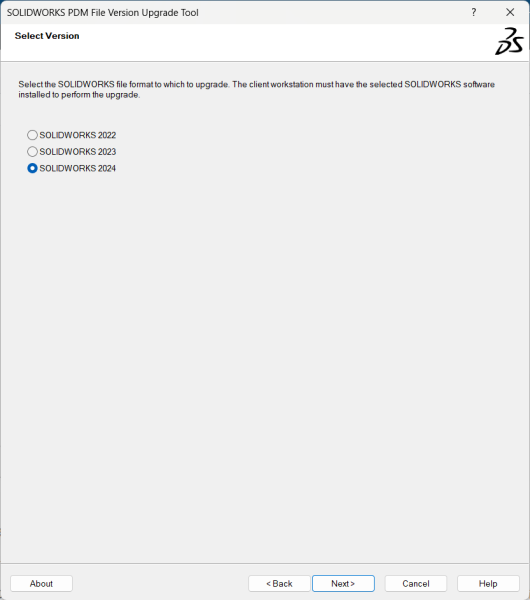 SOLIDWORKS PDM File Version Upgrade Tool ? ×
Select Version
Select the SOLIDWORKS file format to which to upgrade. The client workstation must have the selected SOLIDWORKS software
installed to perform the upgrade.
SOLIDWORKS 2022
SOLIDWORKS 2023
SOLIDWORKS 2024
About < Back Next > Cancel Help